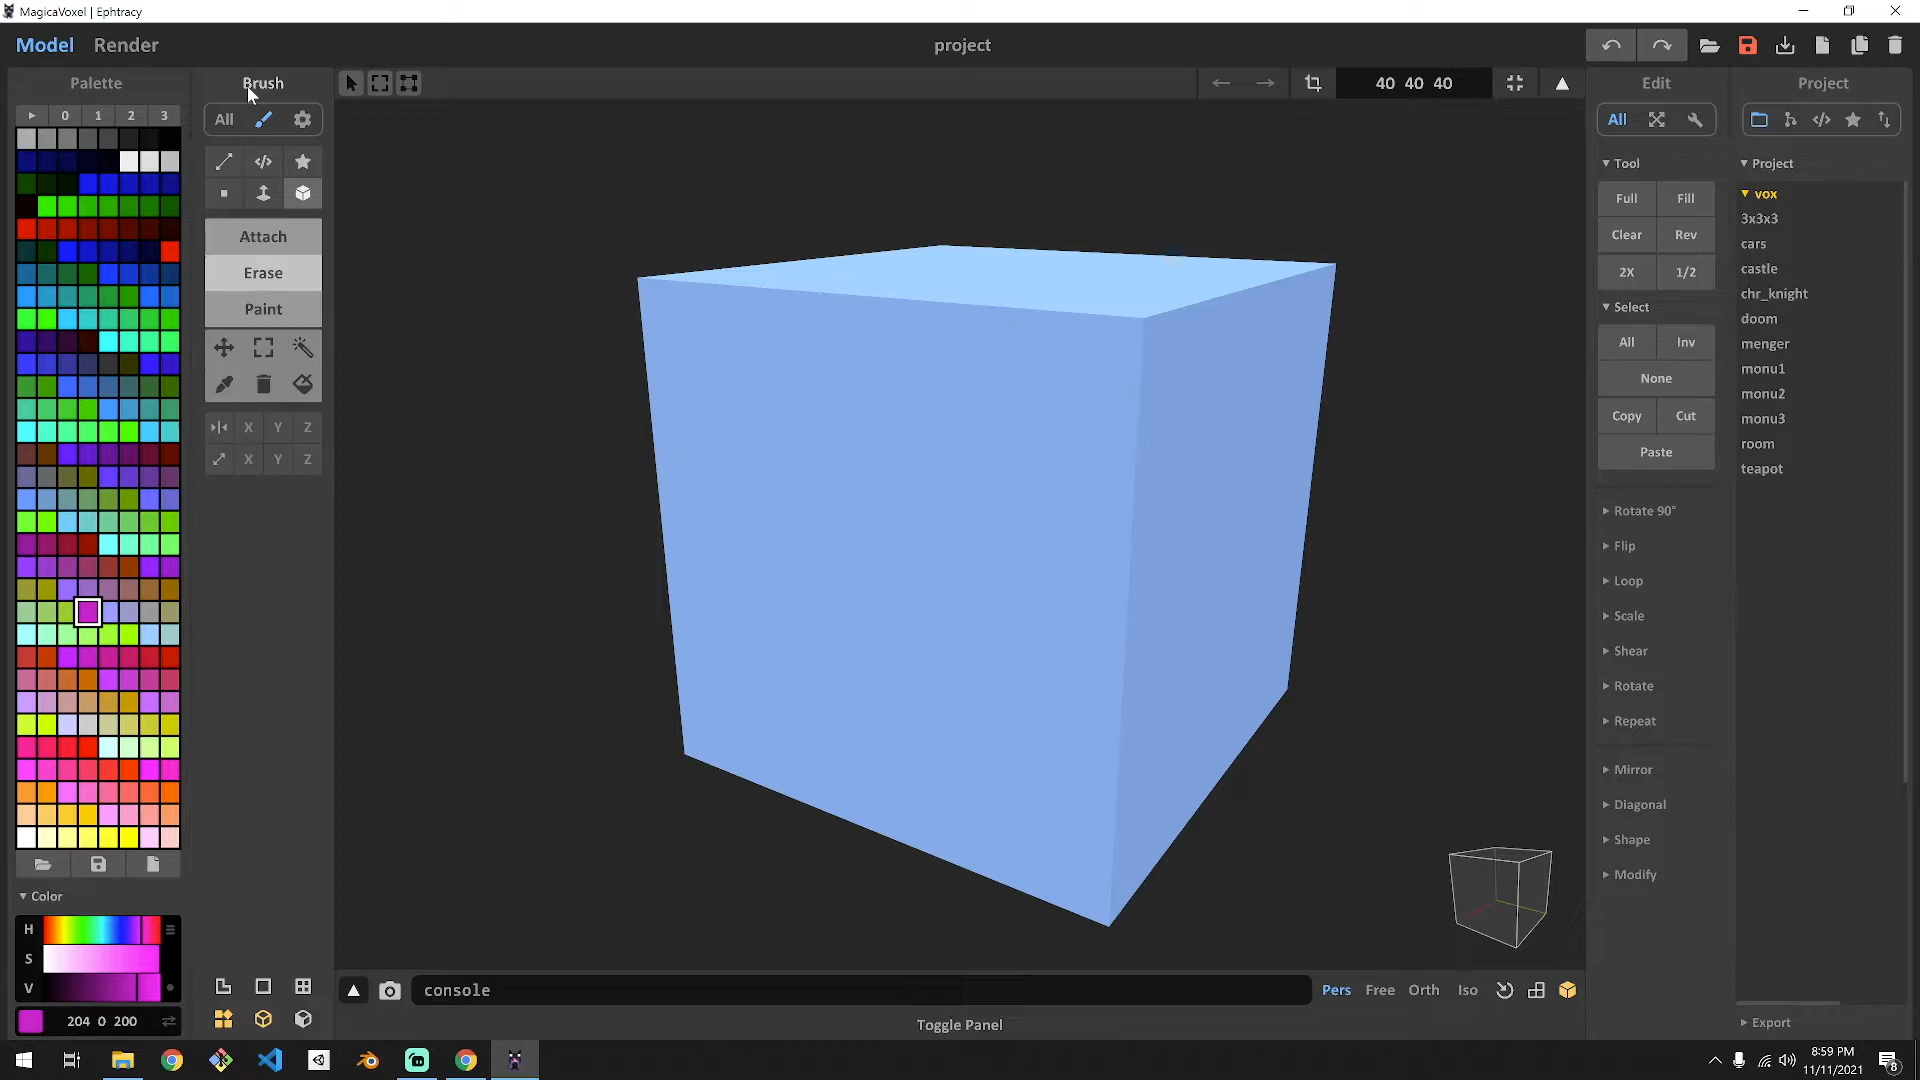 MagicaVoxel | Ephtracy
Model Render
project
Palette
Brush
40 40 40
Edit
Project
0 1 2 3
All
All
Tool
Project
Full Fill
Clear Rev
2X 1/2
vox
3x3x3
cars
castle
chr_knight
doom
menger
monu1
monu2
monu3
room
teapot
Attach
Erase
Paint
X Y Z
X Y Z
Select
All Inv
None
Copy Cut
Paste
Rotate 90°
Flip
Loop
Scale
Shear
Rotate
Repeat
Mirror
Diagonal
Shape
Modify
Color
H
S
V
204 0 200
console
Pers Free Orth Iso
Toggle Panel
Export
8:59 PM
11/11/2021
8